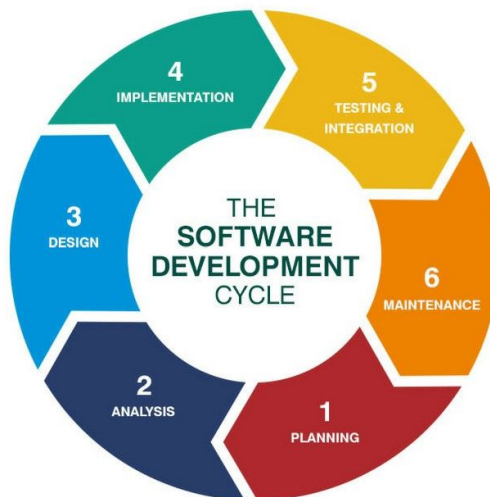 THE
SOFTWARE
DEVELOPMENT
CYCLE
1
PLANNING
2
ANALYSIS
3
DESIGN
4
IMPLEMENTATION
5
TESTING &
INTEGRATION
6
MAINTENANCE